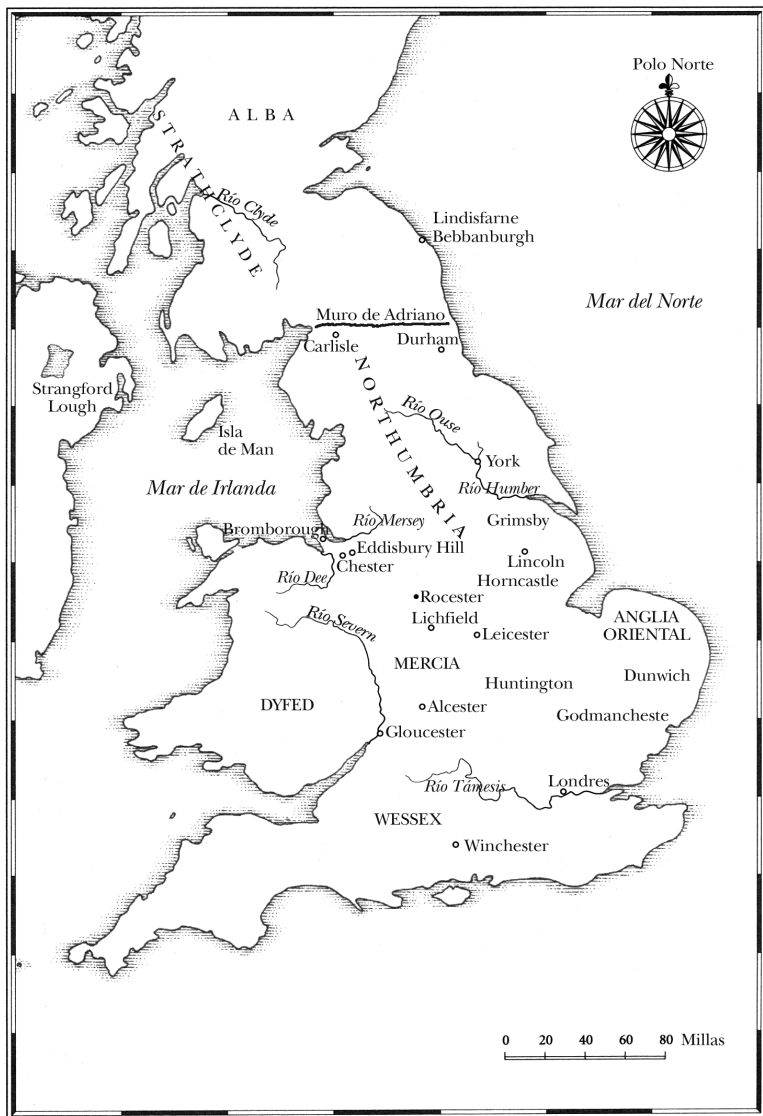 Polo Norte
ALBA
STRATHCLYDE
Río Clyde
Lindisfarne
Bebbanburgh
Mar del Norte
Muro de Adriano
Carlisle
Durham
Strangford
Lough
NORTHUMBRIA
Río Ouse
Isla
de Man
York
Mar de Irlanda
Río Humber
Río Mersey
Grimsby
Bromborough
Eddisbury Hill
Chester
Lincoln
Río Dee
Horncastle
Rocester
Río Severn
Lichfield
ANGLIA
ORIENTAL
Leicester
MERCIA
Dunwich
Huntington
DYFED
Alcester
Godmancheste
Gloucester
Río Támesis
Londres
WESSEX
Winchester
0 20 40 60 80 Millas